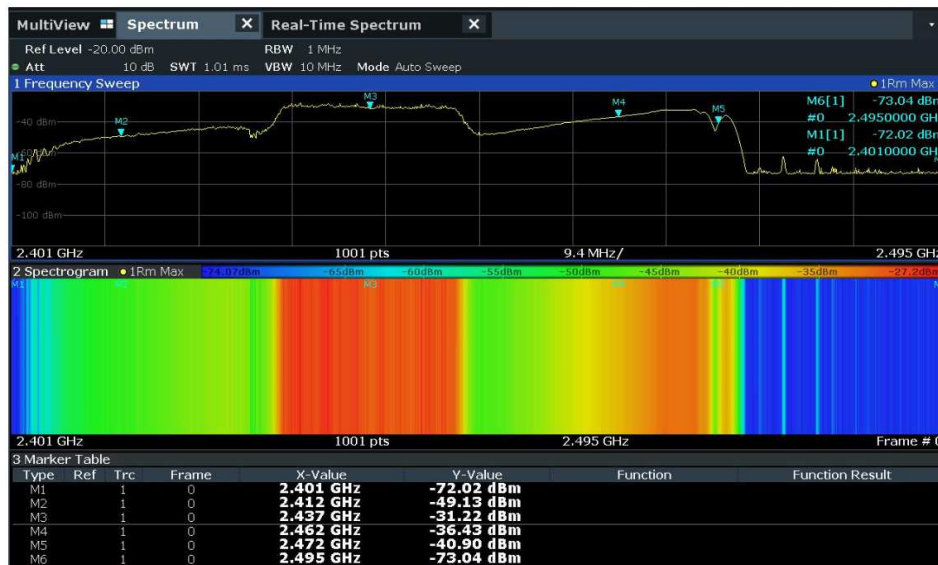 MultiView Spectrum X Real-Time Spectrum X
Ref Level -20.00 dBm RBW 1 MHz
Att 10 dB SWT 1.01 ms VBW 10 MHz Mode Auto Sweep
1 Frequency Sweep 1Rm Max
M6[1] -73.04 dBm
#0 2.4950000 GH
M1[1] -72.02 dBm
#0 2.4010000 GH
M3
M4
M5
M2
M1
-40 dBm
-80 dBm
-100 dBm
2.401 GHz 1001 pts 9.4 MHz/ 2.495 GHz
2 Spectrogram 1Rm Max -74.07dBm -65dBm -60dBm -55dBm -50dBm -45dBm -40dBm -35dBm -27.2dBm
M1 M3
2.401 GHz 1001 pts 2.495 GHz Frame # 0
3 Marker Table
Type Ref Trc Frame X-Value Y-Value Function Function Result
M1 1 0 2.401 GHz -72.02 dBm
M2 1 0 2.412 GHz -49.13 dBm
M3 1 0 2.437 GHz -31.22 dBm
M4 1 0 2.462 GHz -36.43 dBm
M5 1 0 2.472 GHz -40.90 dBm
M6 1 0 2.495 GHz -73.04 dBm